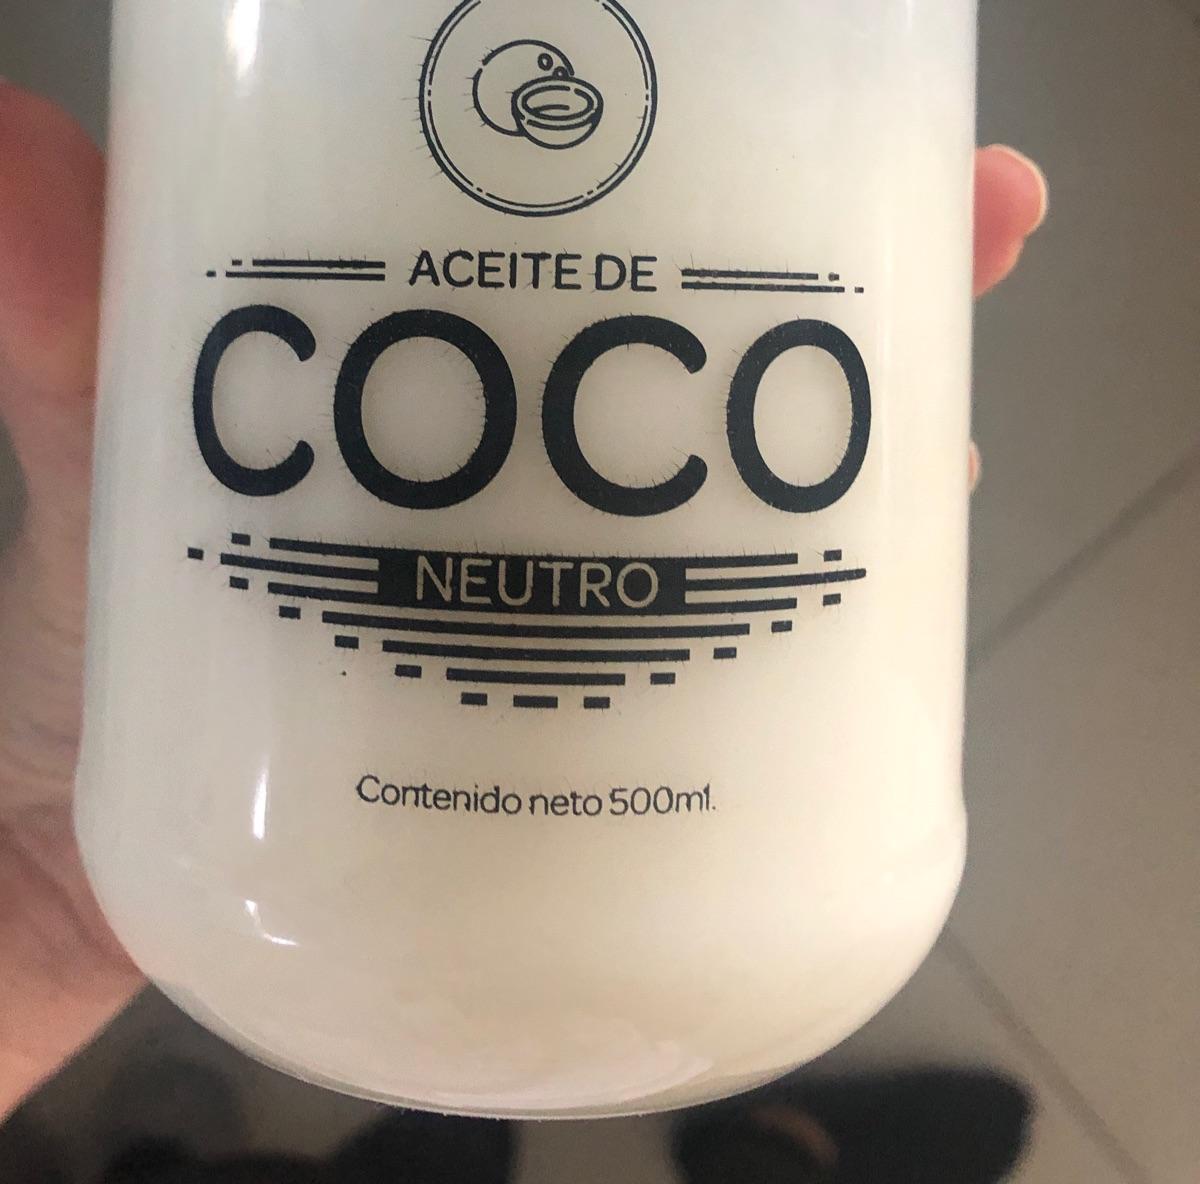 ACEITE DE
COCO
NEUTRO
Contenido neto 500ml.